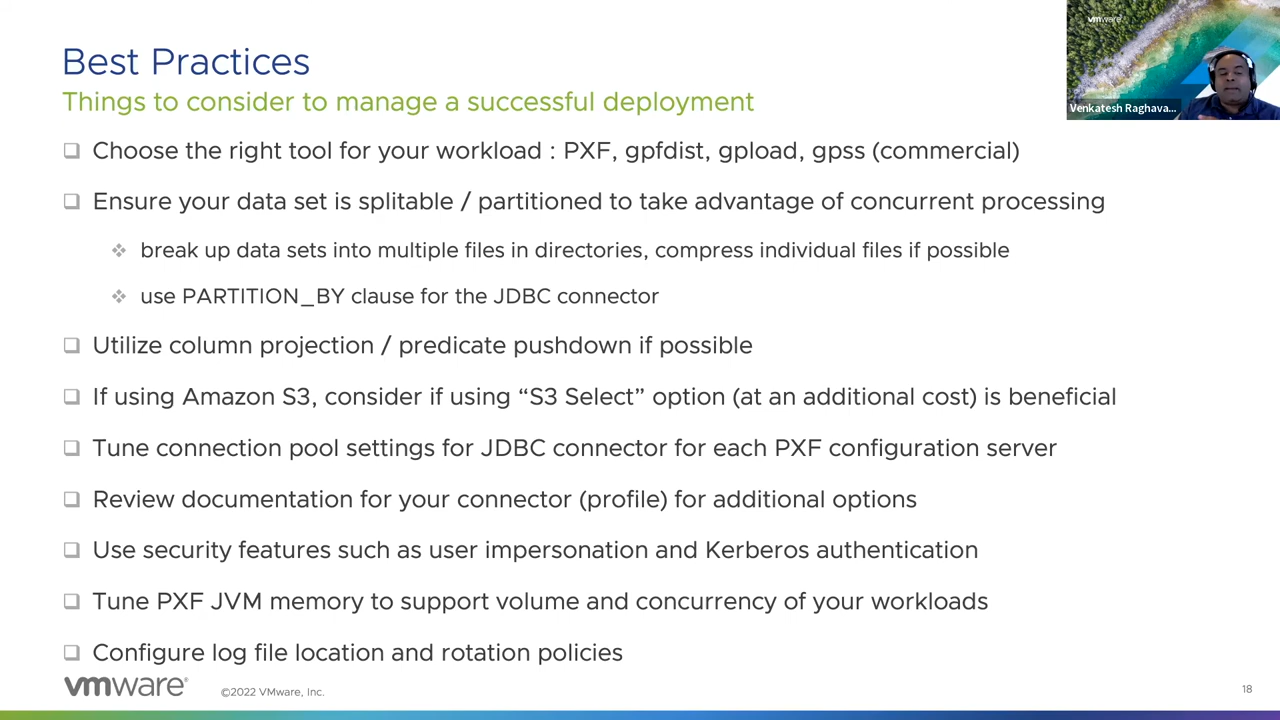 vmware
Best Practices
Venkatesh Raghava...
Things to consider to manage a successful deployment
Choose the right tool for your workload : PXF, gpfdist, gpload, gpss (commercial)
Ensure your data set is splitable / partitioned to take advantage of concurrent processing
break up data sets into multiple files in directories, compress individual files if possible
use PARTITION_BY clause for the JDBC connector
Utilize column projection / predicate pushdown if possible
If using Amazon S3, consider if using “S3 Select” option (at an additional cost) is beneficial
Tune connection pool settings for JDBC connector for each PXF configuration server
Review documentation for your connector (profile) for additional options
Use security features such as user impersonation and Kerberos authentication
Tune PXF JVM memory to support volume and concurrency of your workloads
Configure log file location and rotation policies
vmware®
©2022 VMware, Inc.
18